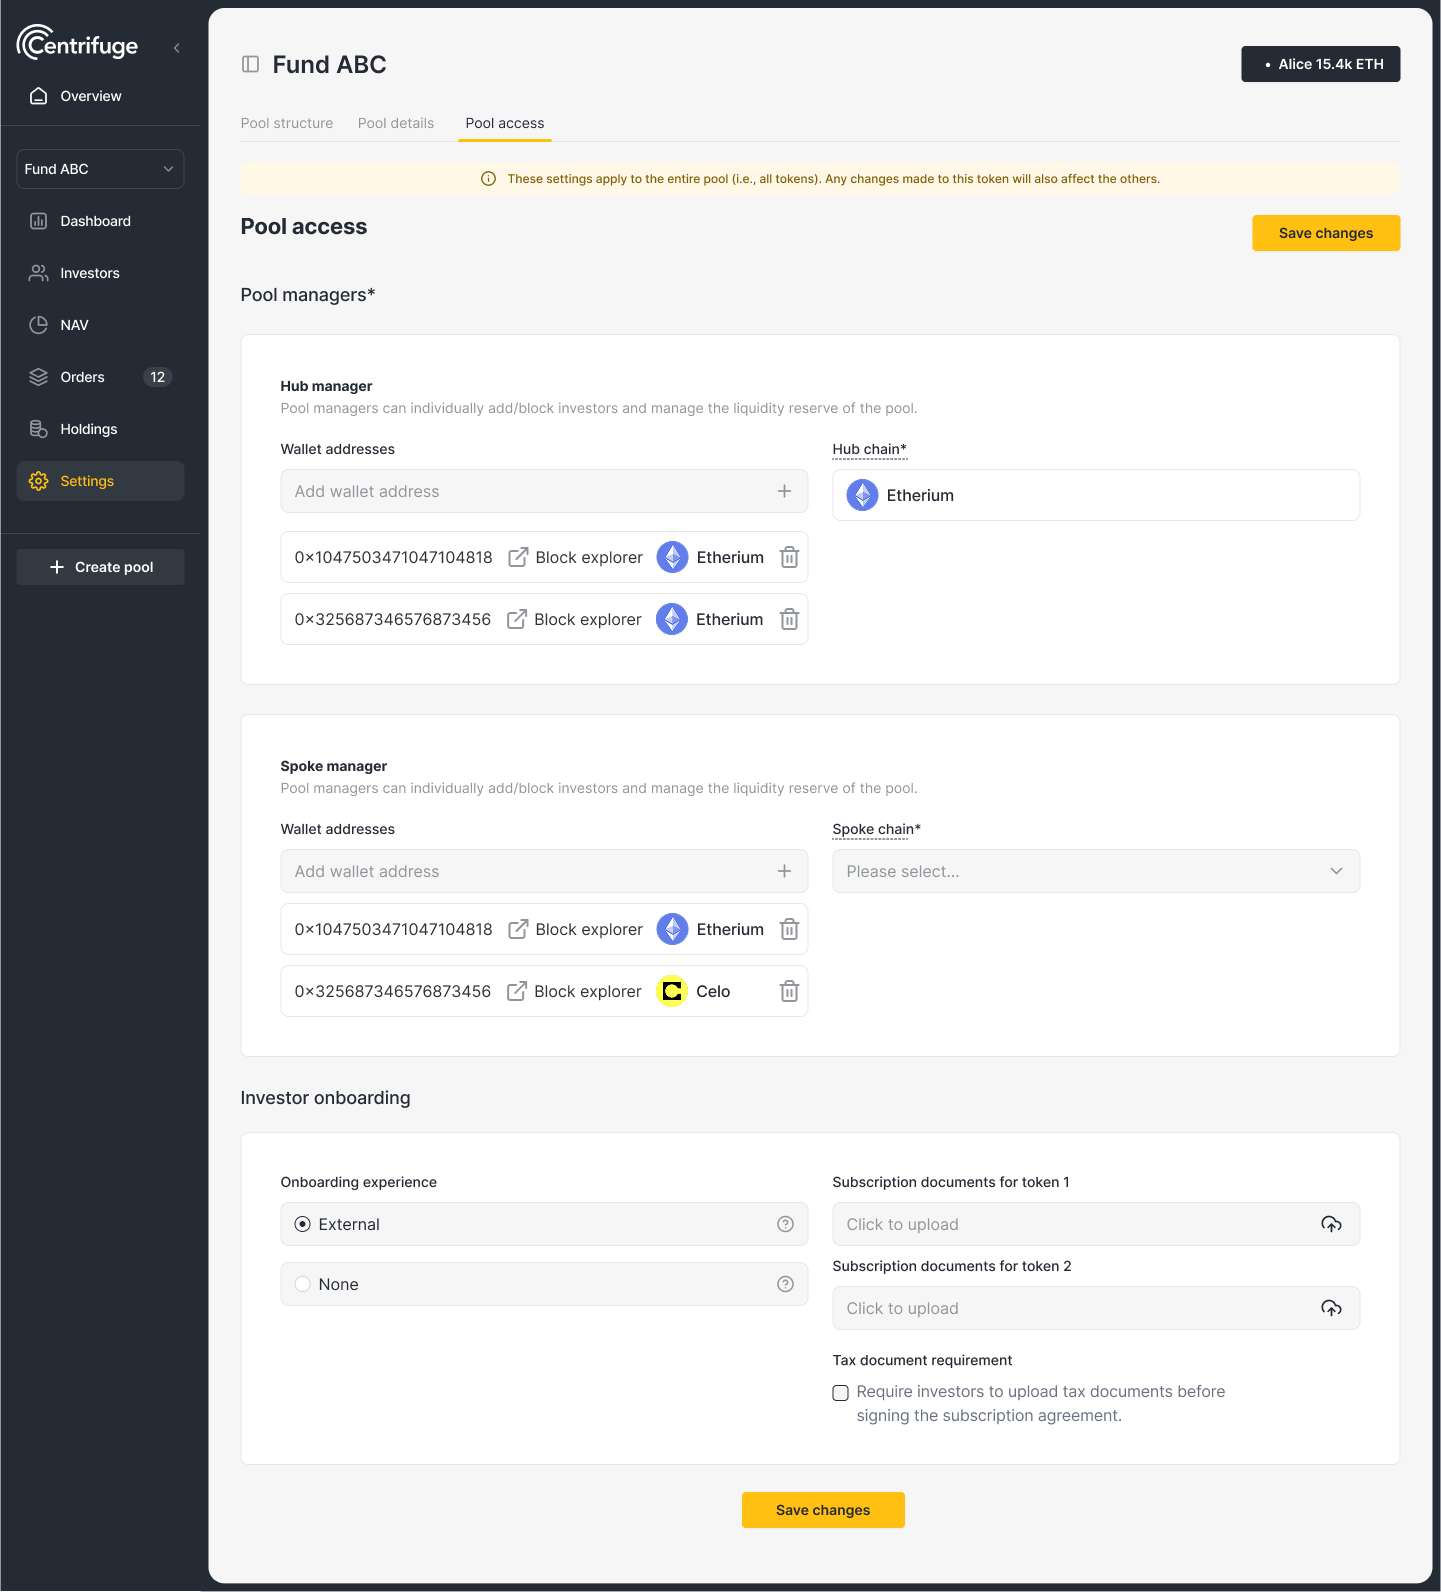 Centrifuge
Overview
Fund ABC
Dashboard
Investors
NAV
Orders 12
Holdings
Settings
Create pool
Fund ABC
• Alice 15.4k ETH
Pool structure Pool details Pool access
These settings apply to the entire pool (i.e., all tokens). Any changes made to this token will also affect the others.
Pool access
Save changes
Pool managers*
Hub manager
Pool managers can individually add/block investors and manage the liquidity reserve of the pool.
Wallet addresses
Add wallet address
0x1047503471047104818 Block explorer Etherium
0x325687346576873456 Block explorer Etherium
Hub chain*
Etherium
Spoke manager
Pool managers can individually add/block investors and manage the liquidity reserve of the pool.
Wallet addresses
Add wallet address
0x1047503471047104818 Block explorer Etherium
0x325687346576873456 Block explorer Celo
Spoke chain*
Please select...
Investor onboarding
Onboarding experience
External
None
Subscription documents for token 1
Click to upload
Subscription documents for token 2
Click to upload
Tax document requirement
Require investors to upload tax documents before
signing the subscription agreement.
Save changes